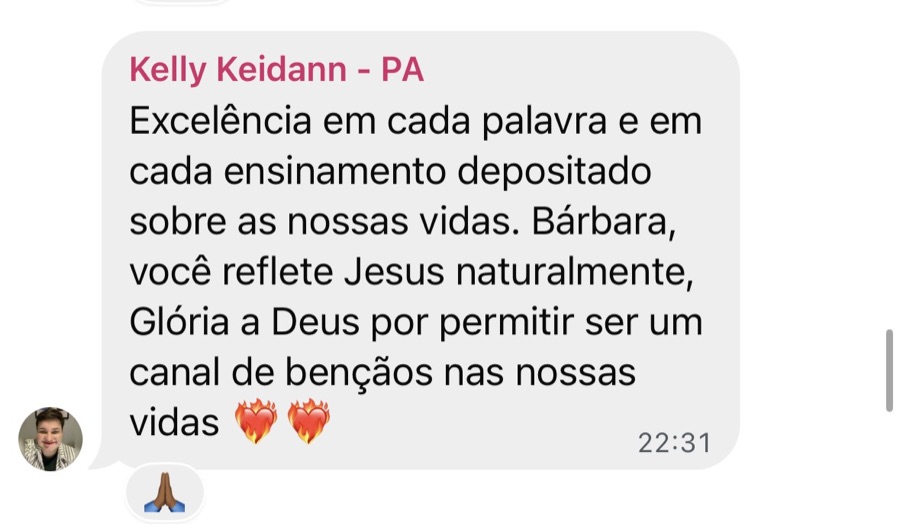 Kelly Keidann - PA
Excelência em cada palavra e em
cada ensinamento depositado
sobre as nossas vidas. Bárbara,
você reflete Jesus naturalmente,
Glória a Deus por permitir ser um
canal de bençãos nas nossas
vidas ❤️‍🔥❤️‍🔥
22:31
🙏🏾